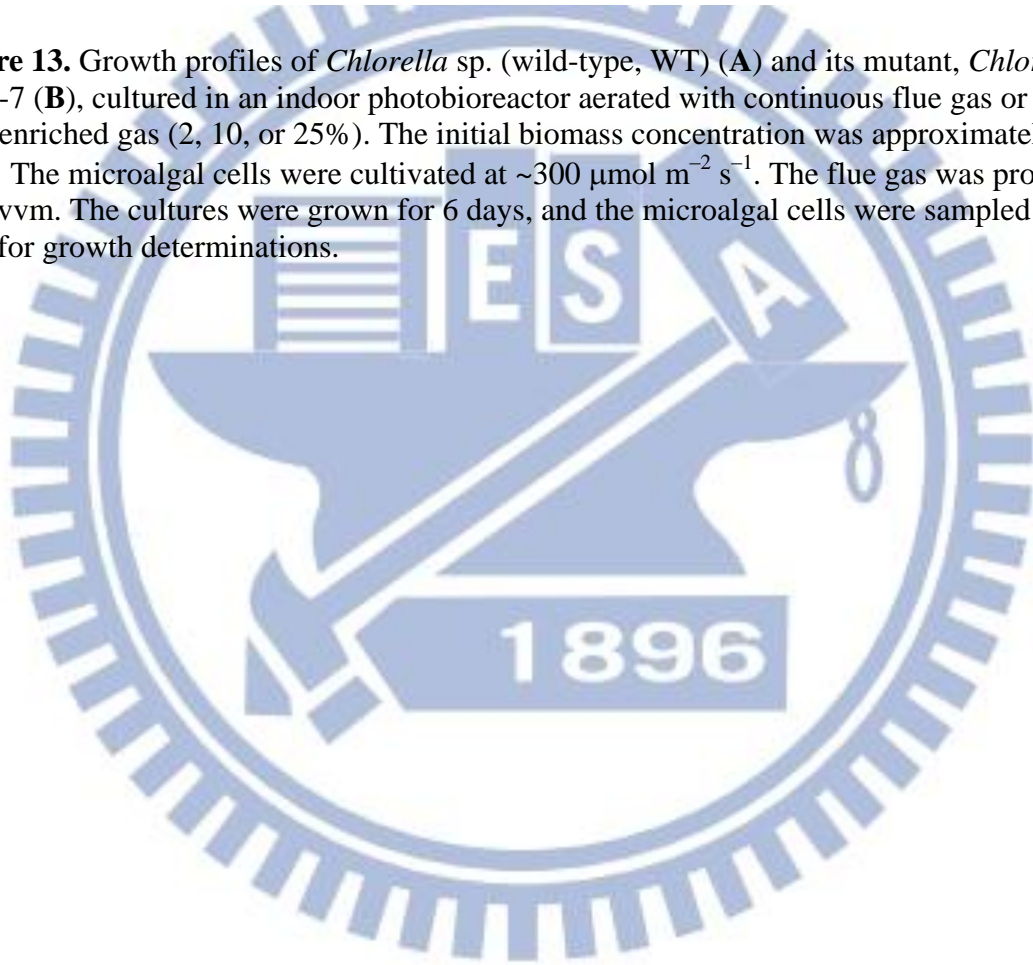 re 13. Growth profiles of Chlorella sp. (wild-type, WT) (A) and its mutant, Chlo
-7 (B), cultured in an indoor photobioreactor aerated with continuous flue gas or
enriched gas (2, 10, or 25%). The initial biomass concentration was approximatel
The microalgal cells were cultivated at ~300 μmol m⁻² s⁻¹. The flue gas was pro
vvm. The cultures were grown for 6 days, and the microalgal cells were sampled
for growth determinations.
E S A
1896